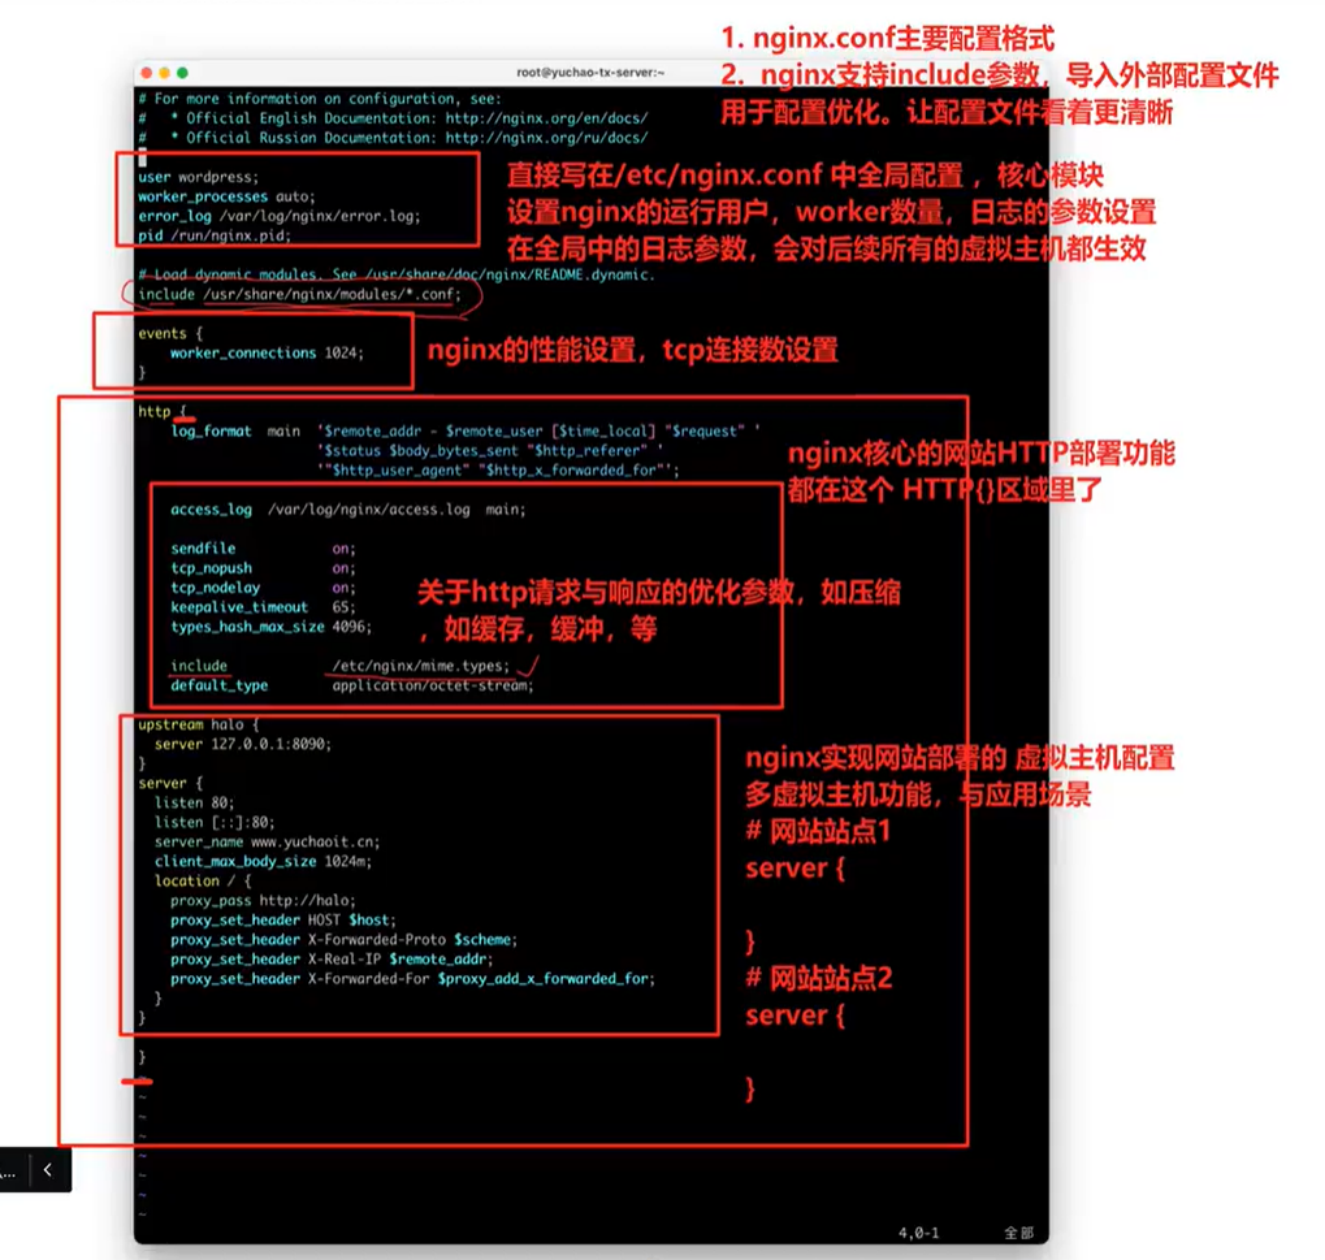 1. nginx.conf主要配置格式
2. nginx支持include参数，导入外部配置文件
用于配置优化。让配置文件看着更清晰
root@yuchao-tx-server:~
# For more information on configuration, see:
#   * Official English Documentation: http://nginx.org/en/docs/
#   * Official Russian Documentation: http://nginx.org/ru/docs/
user wordpress;
worker_processes auto;
error_log /var/log/nginx/error.log;
pid /run/nginx.pid;
直接写在/etc/nginx.conf 中全局配置 ，核心模块
设置nginx的运行用户，worker数量，日志的参数设置
在全局中的日志参数，会对后续所有的虚拟主机都生效
# Load dynamic modules. See /usr/share/doc/nginx/README.dynamic.
include /usr/share/nginx/modules/*.conf;
events {
    worker_connections 1024;
}
nginx的性能设置，tcp连接数设置
http {
    log_format  main  '$remote_addr - $remote_user [$time_local] "$request" '
                      '$status $body_bytes_sent "$http_referer" '
                      '"$http_user_agent" "$http_x_forwarded_for"';
nginx核心的网站HTTP部署功能
都在这个 HTTP{}区域里了
    access_log  /var/log/nginx/access.log  main;
    sendfile            on;
    tcp_nopush          on;
    tcp_nodelay         on;
    keepalive_timeout   65;
    types_hash_max_size 4096;
关于http请求与响应的优化参数，如压缩
，如缓存，缓冲，等
    include             /etc/nginx/mime.types;
    default_type        application/octet-stream;
upstream halo {
  server 127.0.0.1:8090;
}
server {
  listen 80;
  listen [::]:80;
  server_name www.yuchaoit.cn;
  client_max_body_size 1024m;
  location / {
    proxy_pass http://halo;
    proxy_set_header HOST $host;
    proxy_set_header X-Forwarded-Proto $scheme;
    proxy_set_header X-Real-IP $remote_addr;
    proxy_set_header X-Forwarded-For $proxy_add_x_forwarded_for;
  }
}
}
nginx实现网站部署的 虚拟主机配置
多虚拟主机功能，与应用场景
# 网站站点1
server {
}
# 网站站点2
server {
}
~
~
~
~
~
~
~
4,0-1
全部